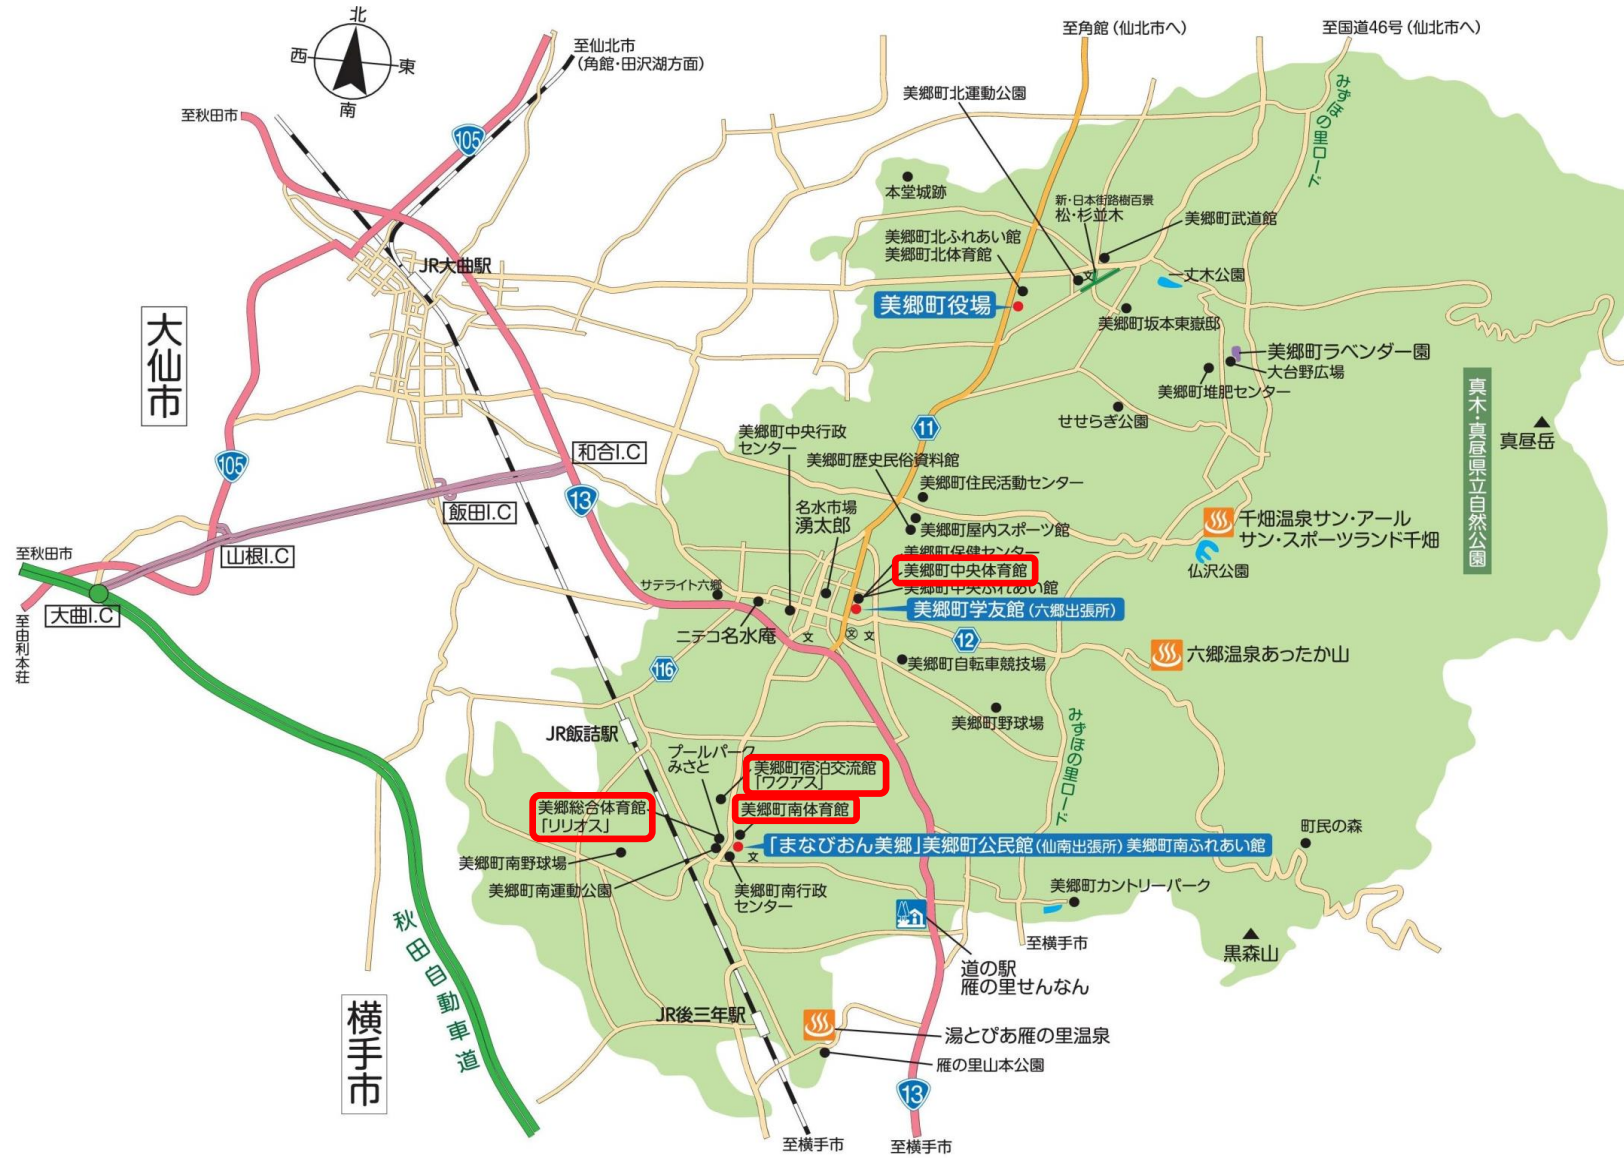 北
西
東
南
至仙北市
(角館・田沢湖方面)
至角館(仙北市へ)
至国道46号(仙北市へ)
至秋田市
105
みずほの里ロード
美郷町北運動公園
本堂城跡
新・日本街路樹百景
松・杉並木
美郷町武道館
美郷町北ふれあい館
美郷町北体育館
文
一丈木公園
JR大曲駅
美郷町役場
美郷町坂本東嶽邸
大仙市
美郷町ラベンダー園
大台野広場
美郷町堆肥センター
せせらぎ公園
真木・真昼県立自然公園
真昼岳
11
美郷町中央行政
センター
美郷町歴史民俗資料館
和合I.C
105
13
飯田I.C
美郷町住民活動センター
名水市場
湧太郎
美郷町屋内スポーツ館
千畑温泉サン・アール
サン・スポーツランド千畑
仏沢公園
山根I.C
至秋田市
美郷町保健センター
美郷町中央体育館
美郷町中央ふれあい館
サテライト六郷
美郷町学友館(六郷出張所)
大曲I.C
至由利本荘
ニテコ名水庵
文
文
文
12
116
美郷町自転車競技場
六郷温泉あったか山
美郷町野球場
みずほの里ロード
JR飯詰駅
プールパーク
みさと
美郷町宿泊交流館
「ワクアス」
美郷総合体育館
「リリオス」
美郷町南体育館
町民の森
「まなびおん美郷」美郷町公民館(仙南出張所)美郷町南ふれあい館
美郷町南野球場
文
美郷町南運動公園
美郷町南行政
センター
美郷町カントリーパーク
秋田自動車道
至横手市
黒森山
道の駅
雁の里せんなん
横手市
JR後三年駅
湯とぴあ雁の里温泉
雁の里山本公園
13
至横手市
至横手市